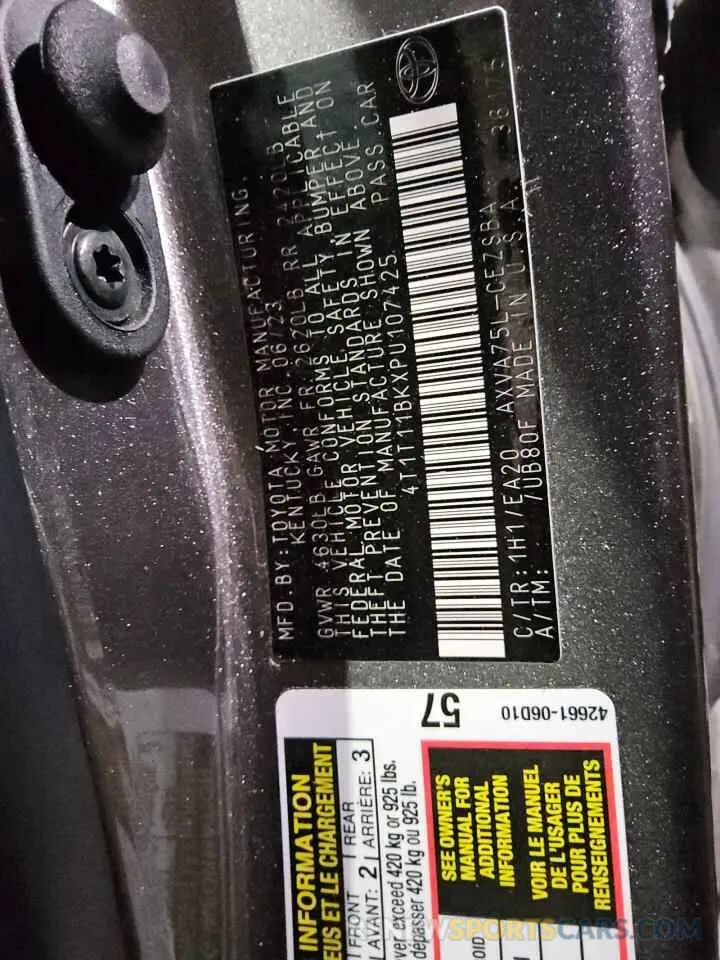 MFD.BY:TOYOTA MOTOR MANUFACTURING,
KENTUCKY,INC. 06/23
GVWR 4630LB GAWR FR 2620LB RR 2420LB
THIS VEHICLE CONFORMS TO ALL APPLICABLE
FEDERAL MOTOR VEHICLE SAFETY, BUMPER AND
THEFT PREVENTION STANDARDS IN EFFECT ON
THE DATE OF MANUFACTURE SHOWN ABOVE.
4T1T11BKXPU107425 PASS.CAR
C/TR:1H1/EA20 AXVA75L-CEZSBA
A/TM: /UB80F MADE IN U.S.A.
57
42661-06D10
INFORMATION
EUS ET LE CHARGEMENT
FRONT 2 REAR 3
AVANT: ARRIÈRE:
ver exceed 420 kg or 925 lbs.
dépasser 420 kg ou 925 lb.
SEE OWNER'S
MANUAL FOR
ADDITIONAL
INFORMATION
VOIR LE MANUEL
DE L'USAGER
POUR PLUS DE
RENSEIGNEMENTS
NEWSPORTSCARS.COM